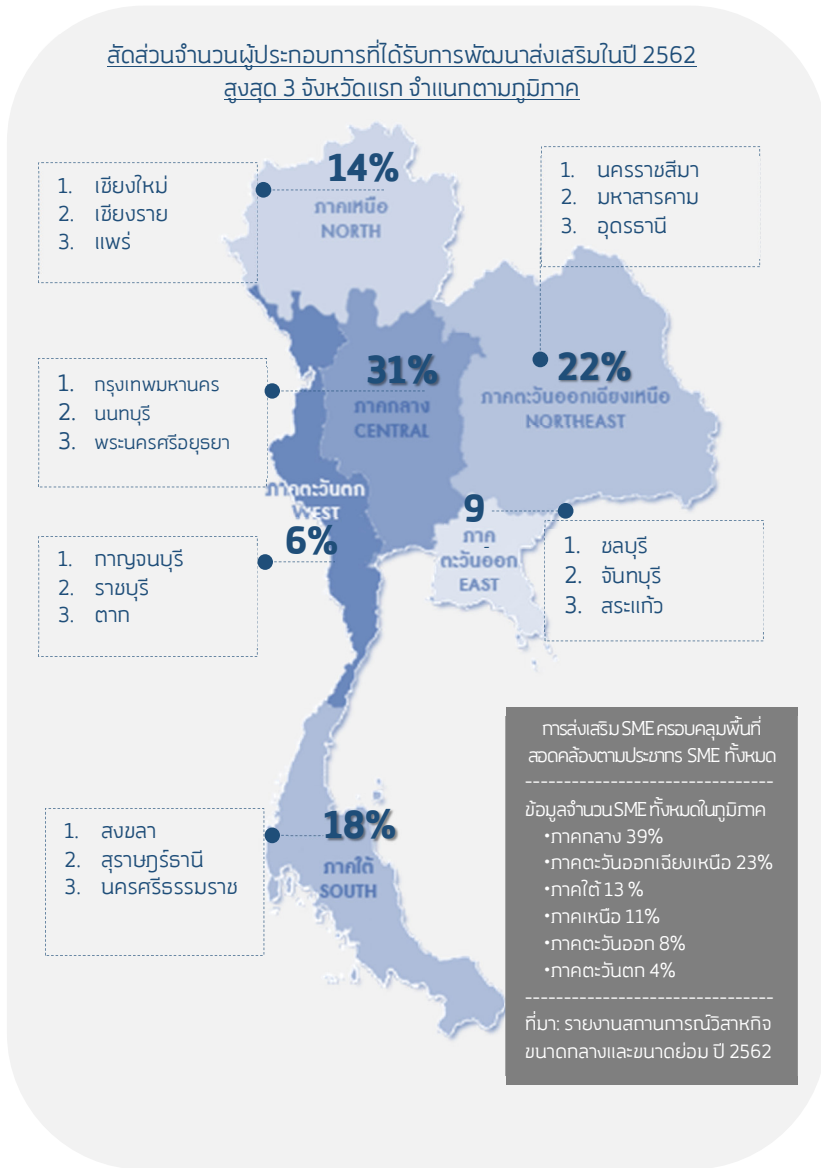 สัดส่วนจำนวนผู้ประกอบการที่ได้รับการพัฒนาส่งเสริมในปี 2562
สูงสุด 3 จังหวัดแรก จำแนกตามภูมิภาค
14%
ภาคเหนือ
NORTH
1. เชียงใหม่
2. เชียงราย
3. แพร่
1. นครราชสีมา
2. มหาสารคาม
3. อุดรธานี
31%
ภาคกลาง
CENTRAL
22%
ภาคตะวันออกเฉียงเหนือ
NORTHEAST
1. กรุงเทพมหานคร
2. นนทบุรี
3. พระนครศรีอยุธยา
ภาคตะวันตก
WEST
6%
9
ภาค
ตะวันออก
EAST
1. กาญจนบุรี
2. ราชบุรี
3. ตาก
1. ชลบุรี
2. จันทบุรี
3. สระแก้ว
การส่งเสริม SME ครอบคลุมพื้นที่
สอดคล้องตามประชากร SME ทั้งหมด
--------------------------------
ข้อมูลจำนวน SME ทั้งหมดในภูมิภาค
•ภาคกลาง 39%
•ภาคตะวันออกเฉียงเหนือ 23%
•ภาคใต้ 13 %
•ภาคเหนือ 11%
•ภาคตะวันออก 8%
•ภาคตะวันตก 4%
--------------------------------
ที่มา: รายงานสถานการณ์วิสาหกิจ
ขนาดกลางและขนาดย่อม ปี 2562
18%
ภาคใต้
SOUTH
1. สงขลา
2. สุราษฎร์ธานี
3. นครศรีธรรมราช